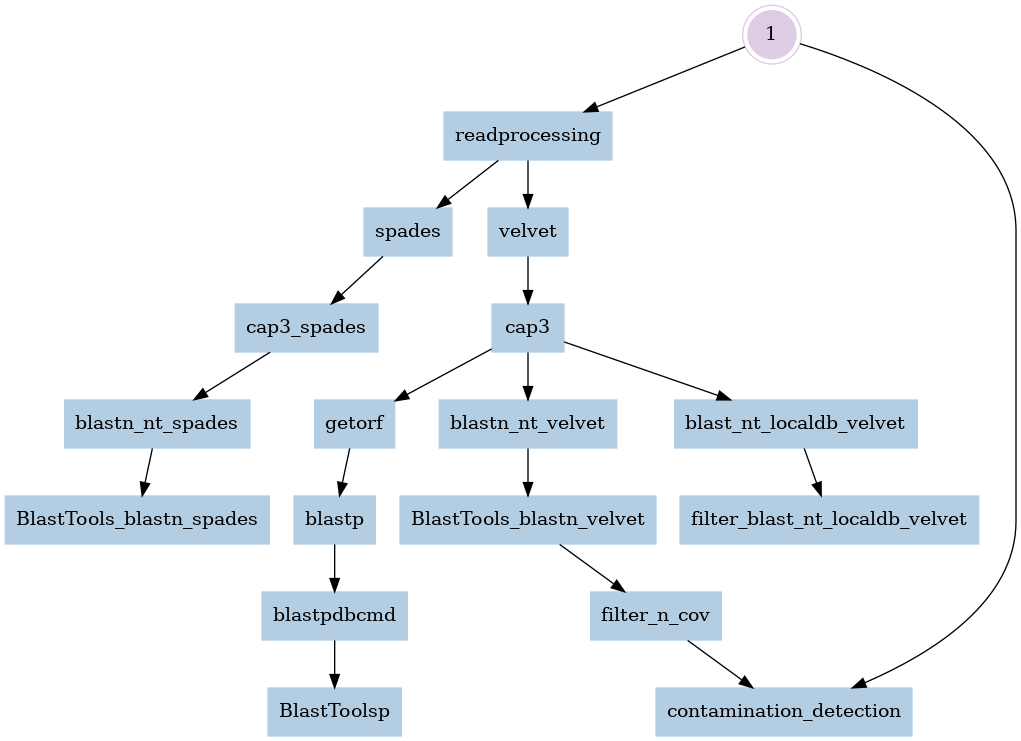 1
readprocessing
spades
velvet
cap3_spades
cap3
blastn_nt_spades
getorf
blastn_nt_velvet
blast_nt_localdb_velvet
BlastTools_blastn_spades
blastp
BlastTools_blastn_velvet
filter_blast_nt_localdb_velvet
blastpdbcmd
filter_n_cov
BlastToolsp
contamination_detection